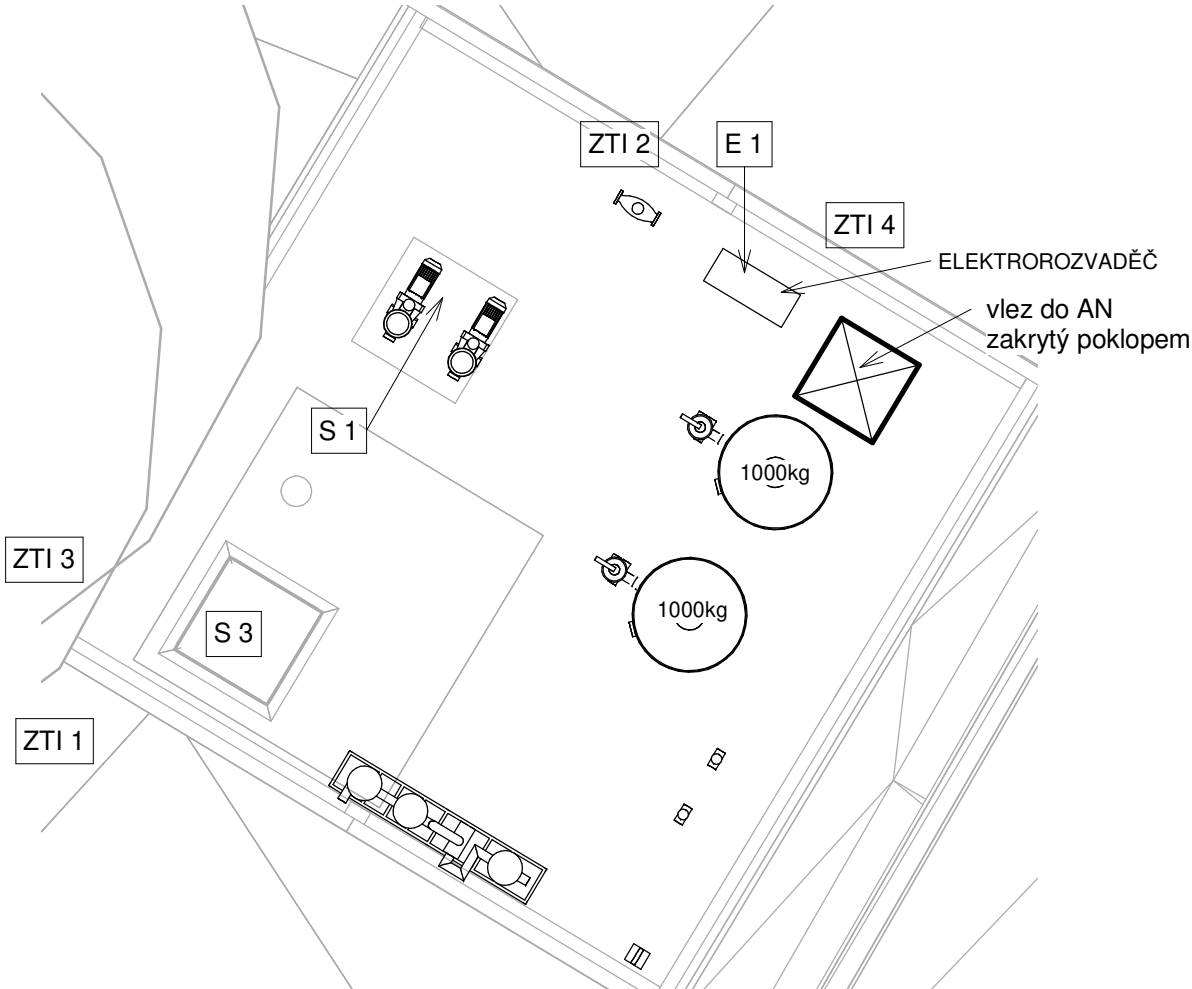 ZTI 2
E 1
ZTI 4
ELEKTROROZVADĚČ
vlez do AN
zakrytý poklopem
S 1
1000kg
ZTI 3
1000kg
S 3
ZTI 1